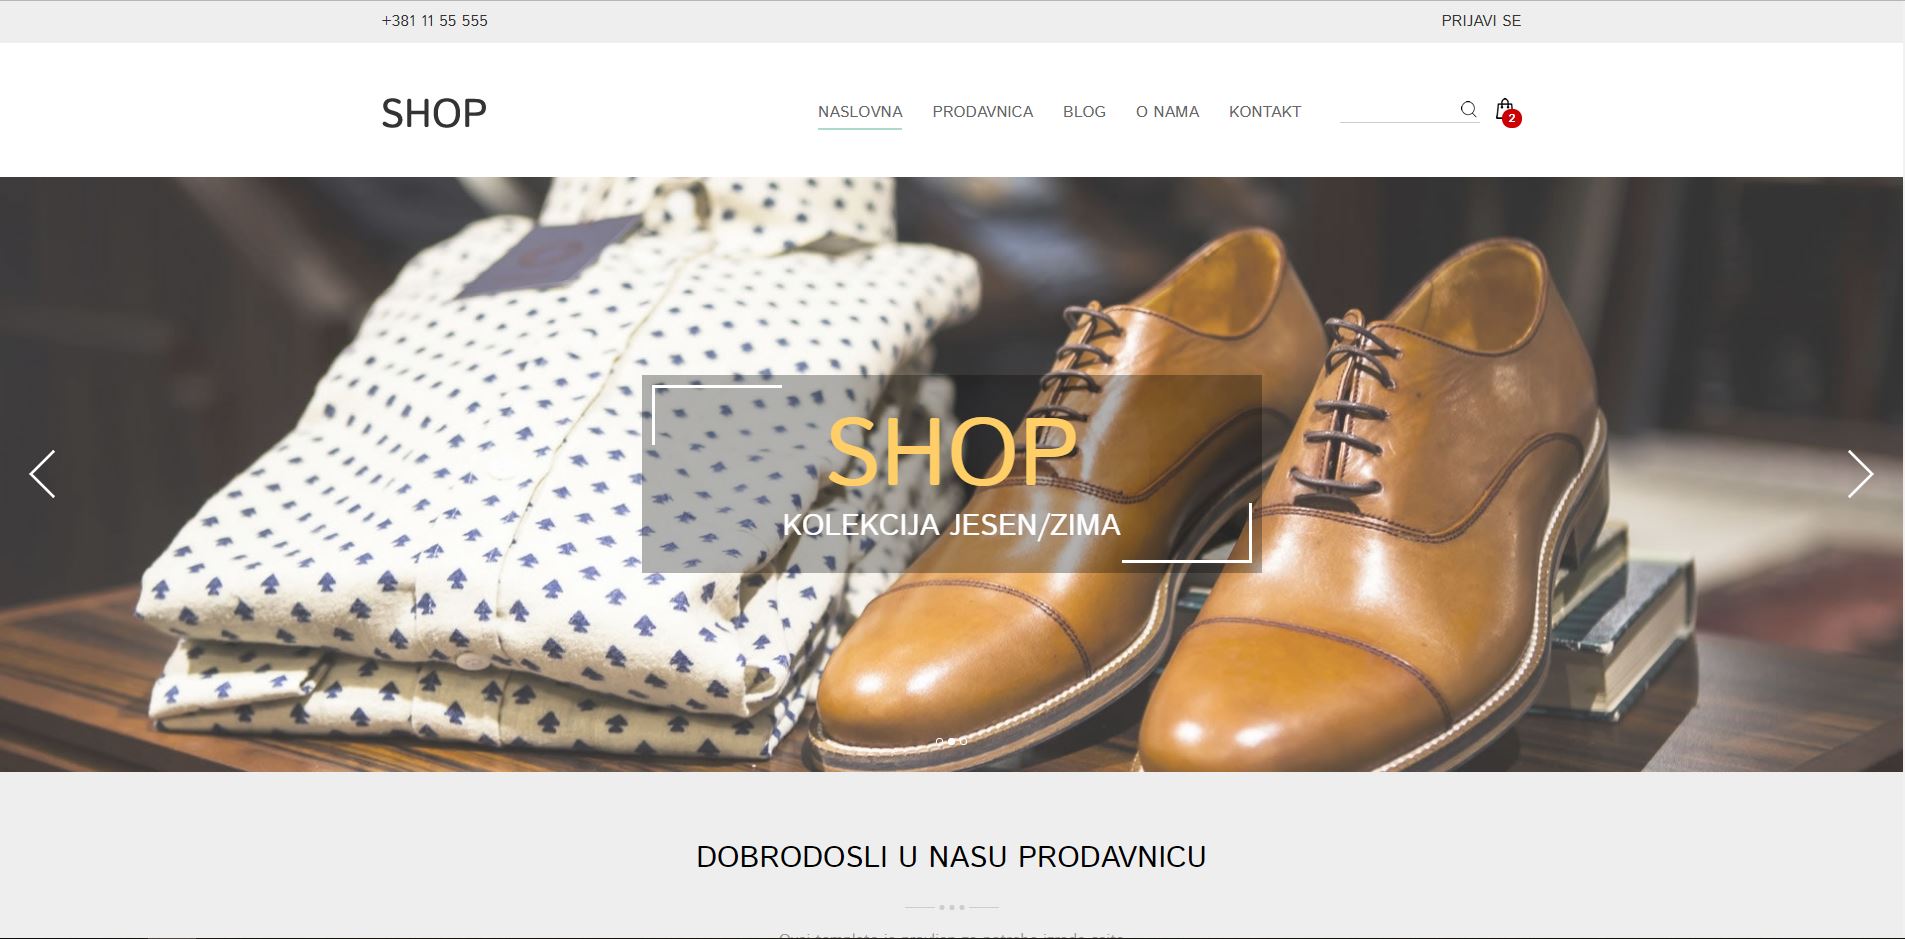 +381 11 55 555 PRIJAVI SE
SHOP NASLOVNA PRODAVNICA BLOG O NAMA KONTAKT 2
SHOP
KOLEKCIJA JESEN/ZIMA
DOBRODOSLI U NASU PRODAVNICU